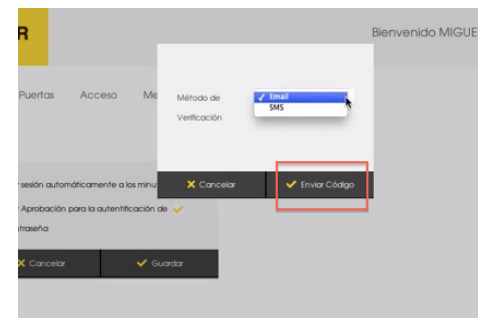 R
Bienvenido MIGUE
Puertas Acceso Me
Método de
Verificación
✓ Email
SMS
sesión automáticamente a los minu
✕ Cancelar ✓ Enviar Código
Aprobación para la autentificación de ✓
traseña
✕ Cancelar ✓ Guardar